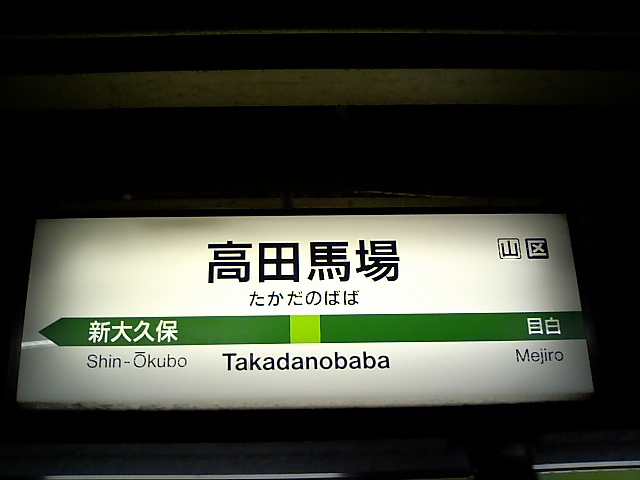 高田馬場
山 区
たかだのばば
新大久保 目白
Shin-Ōkubo Takadanobaba Mejiro